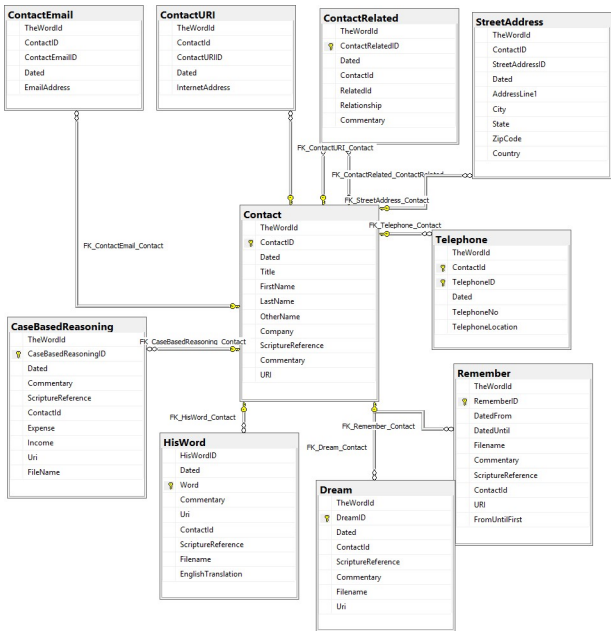 ContactEmail
TheWordId
ContactID
ContactEmailID
Dated
EmailAddress
ContactURI
TheWordId
ContactId
ContactURIID
Dated
InternetAddress
ContactRelated
TheWordId
ContactRelatedID
Dated
ContactId
RelatedId
Relationship
Commentary
StreetAddress
TheWordId
ContactID
StreetAddressID
Dated
AddressLine1
City
State
ZipCode
Country
FK_ContactURI_Contact
FK_ContactRelated_ContactRelated
FK_StreetAddress_Contact
FK_Telephone_Contact
FK_ContactEmail_Contact
Contact
TheWordId
ContactID
Dated
Title
FirstName
LastName
OtherName
Company
ScriptureReference
Commentary
URI
Telephone
TheWordId
ContactId
TelephoneID
Dated
TelephoneNo
TelephoneLocation
CaseBasedReasoning
TheWordId
CaseBasedReasoningID
Dated
Commentary
ScriptureReference
ContactId
Expense
Income
Uri
FileName
FK_CaseBasedReasoning_Contact
FK_HisWord_Contact
FK_Remember_Contact
FK_Dream_Contact
HisWord
HisWordID
Dated
Word
Commentary
Uri
ContactId
ScriptureReference
Filename
EnglishTranslation
Dream
TheWordId
DreamID
Dated
ContactId
ScriptureReference
Commentary
Filename
Uri
Remember
TheWordId
RememberID
DatedFrom
DatedUntil
Filename
Commentary
ScriptureReference
ContactId
URI
FromUntilFirst